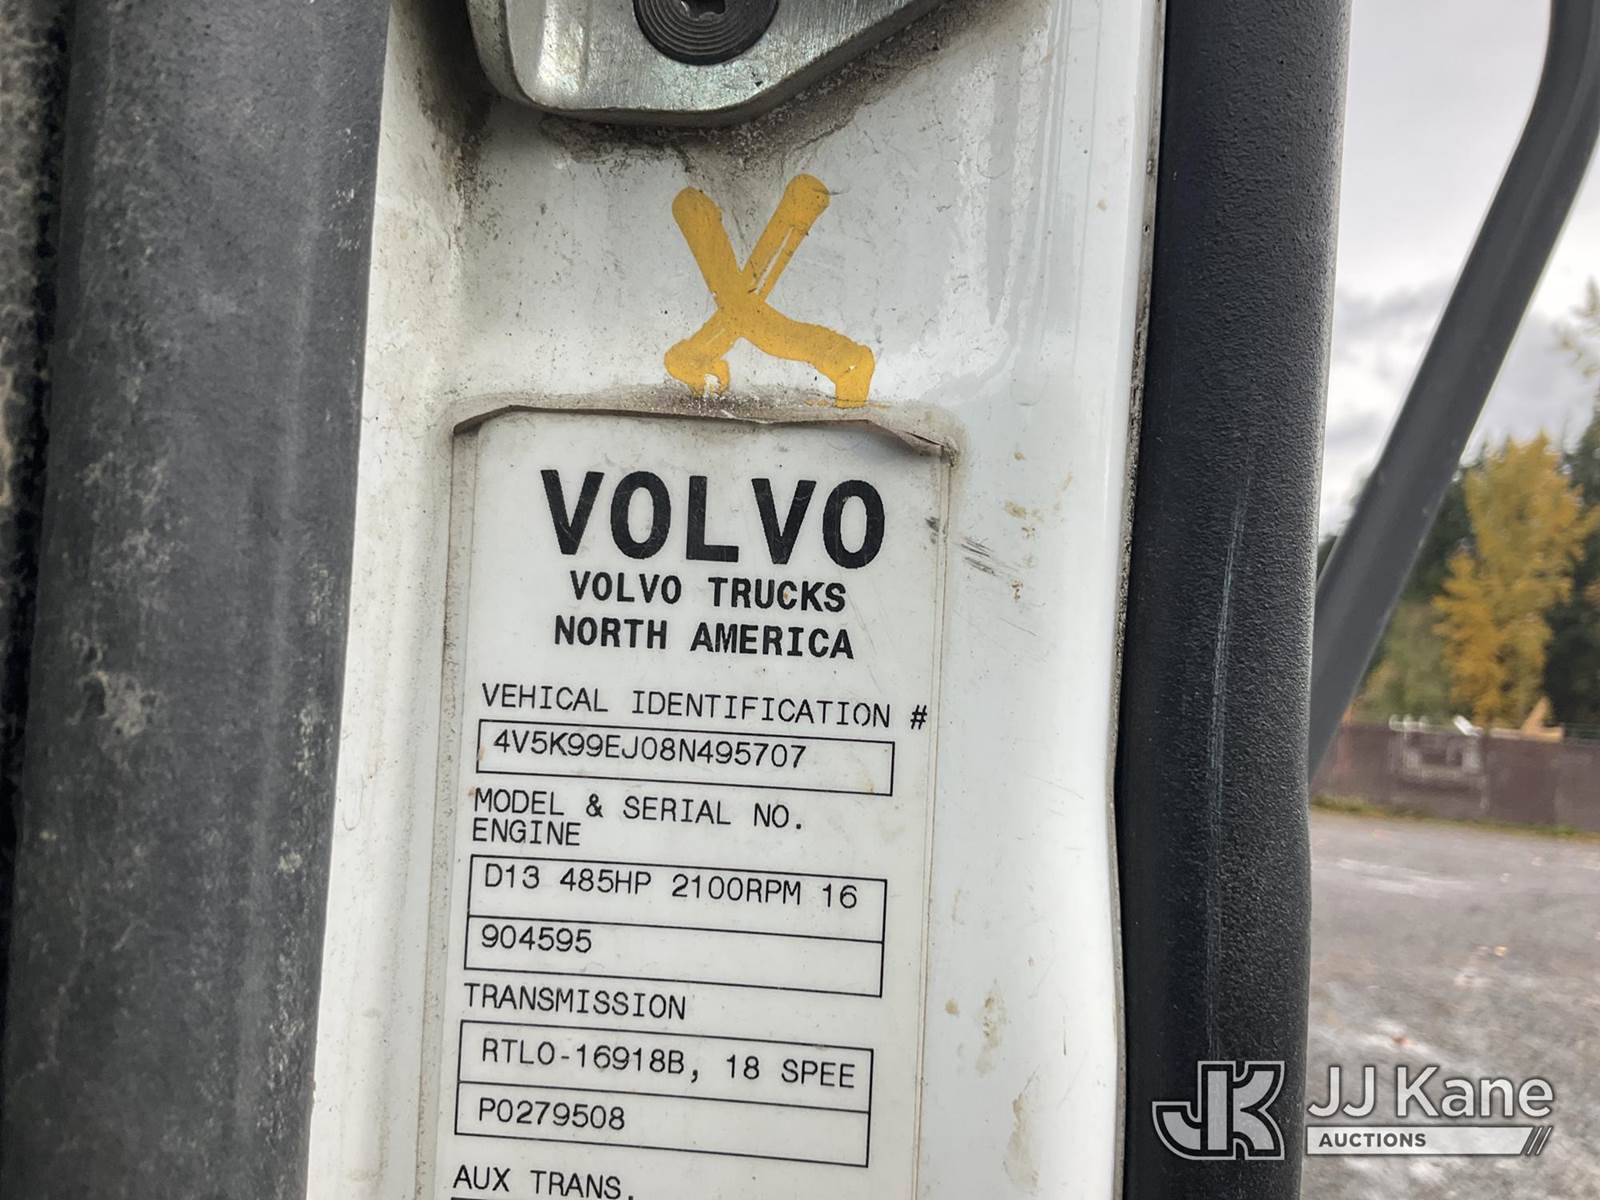 X
VOLVO
VOLVO TRUCKS
NORTH AMERICA
VEHICAL IDENTIFICATION #
4V5K99EJ08N495707
MODEL & SERIAL NO.
ENGINE
D13 485HP 2100RPM 16
904595
TRANSMISSION
RTLO-16918B, 18 SPEE
P0279508
AUX TRANS.
JK JJ Kane
AUCTIONS